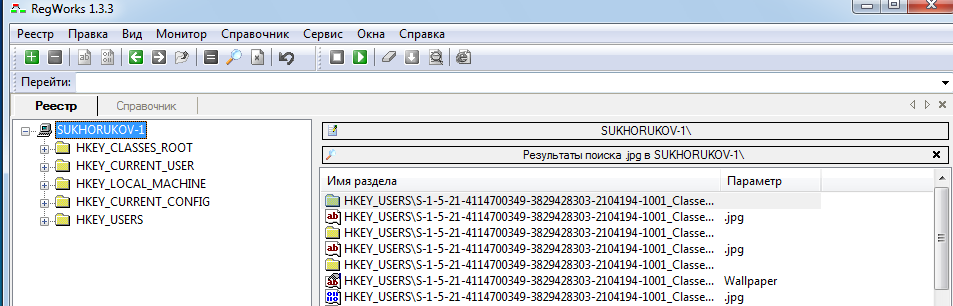 RegWorks 1.3.3
Реестр Правка Вид Монитор Справочник Сервис Окна Справка
Перейти:
Реестр Справочник
SUKHORUKOV-1
HKEY_CLASSES_ROOT
HKEY_CURRENT_USER
HKEY_LOCAL_MACHINE
HKEY_CURRENT_CONFIG
HKEY_USERS
SUKHORUKOV-1\
Результаты поиска .jpg в SUKHORUKOV-1\
Имя раздела Параметр
HKEY_USERS\S-1-5-21-4114700349-3829428303-2104194-1001_Classe...
HKEY_USERS\S-1-5-21-4114700349-3829428303-2104194-1001_Classe... .jpg
HKEY_USERS\S-1-5-21-4114700349-3829428303-2104194-1001_Classe...
HKEY_USERS\S-1-5-21-4114700349-3829428303-2104194-1001_Classe... .jpg
HKEY_USERS\S-1-5-21-4114700349-3829428303-2104194-1001_Classe...
HKEY_USERS\S-1-5-21-4114700349-3829428303-2104194-1001_Classe... Wallpaper
HKEY_USERS\S-1-5-21-4114700349-3829428303-2104194-1001_Classe... .jpg